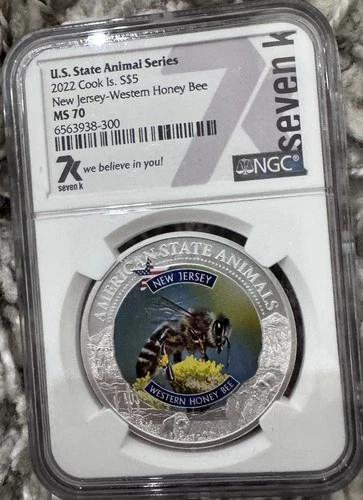 U.S. State Animal Series
2022 Cook Is. S$5
New Jersey-Western Honey Bee
MS 70
6563938-300
7k we believe in you!
seven k
NGC®
seven k
AMERICAN STATE ANIMALS
NEW JERSEY
WESTERN HONEY BEE